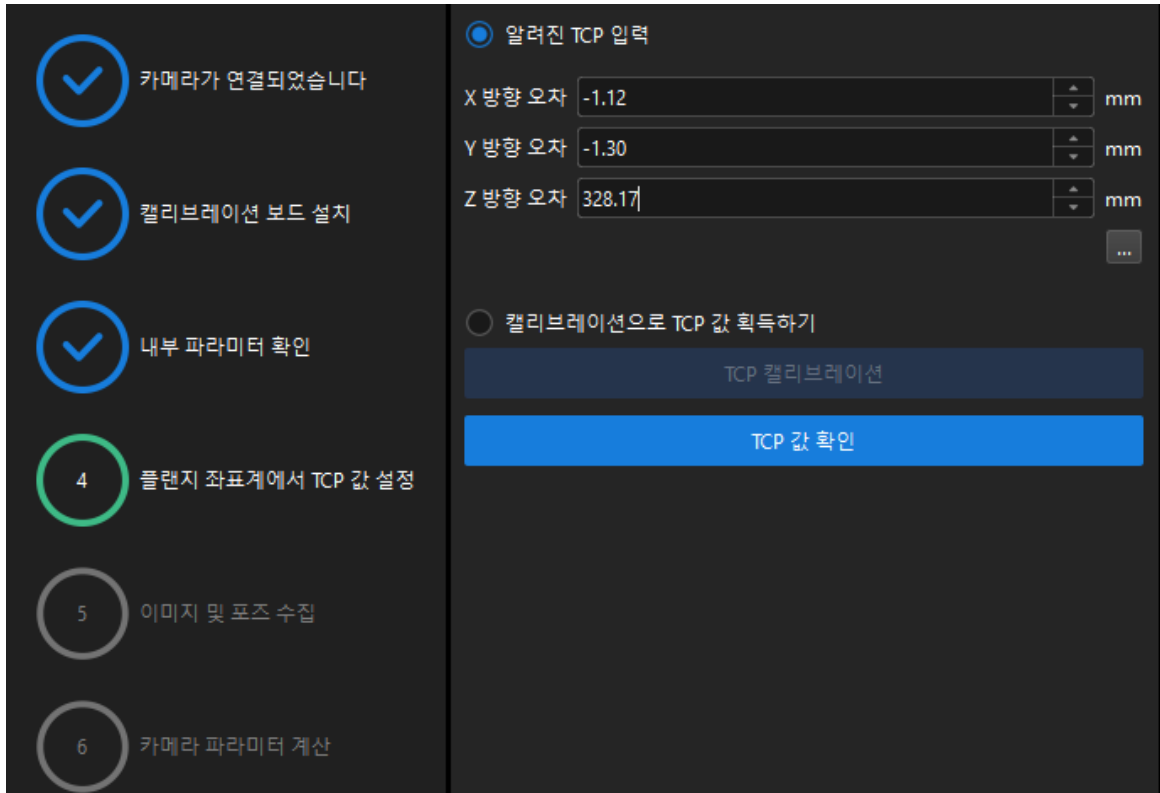 카메라가 연결되었습니다
캘리브레이션 보드 설치
내부 파라미터 확인
4 플랜지 좌표계에서 TCP 값 설정
5 이미지 및 포즈 수집
6 카메라 파라미터 계산
알려진 TCP 입력
X 방향 오차 -1.12 mm
Y 방향 오차 -1.30 mm
Z 방향 오차 328.17 mm
...
캘리브레이션으로 TCP 값 획득하기
TCP 캘리브레이션
TCP 값 확인